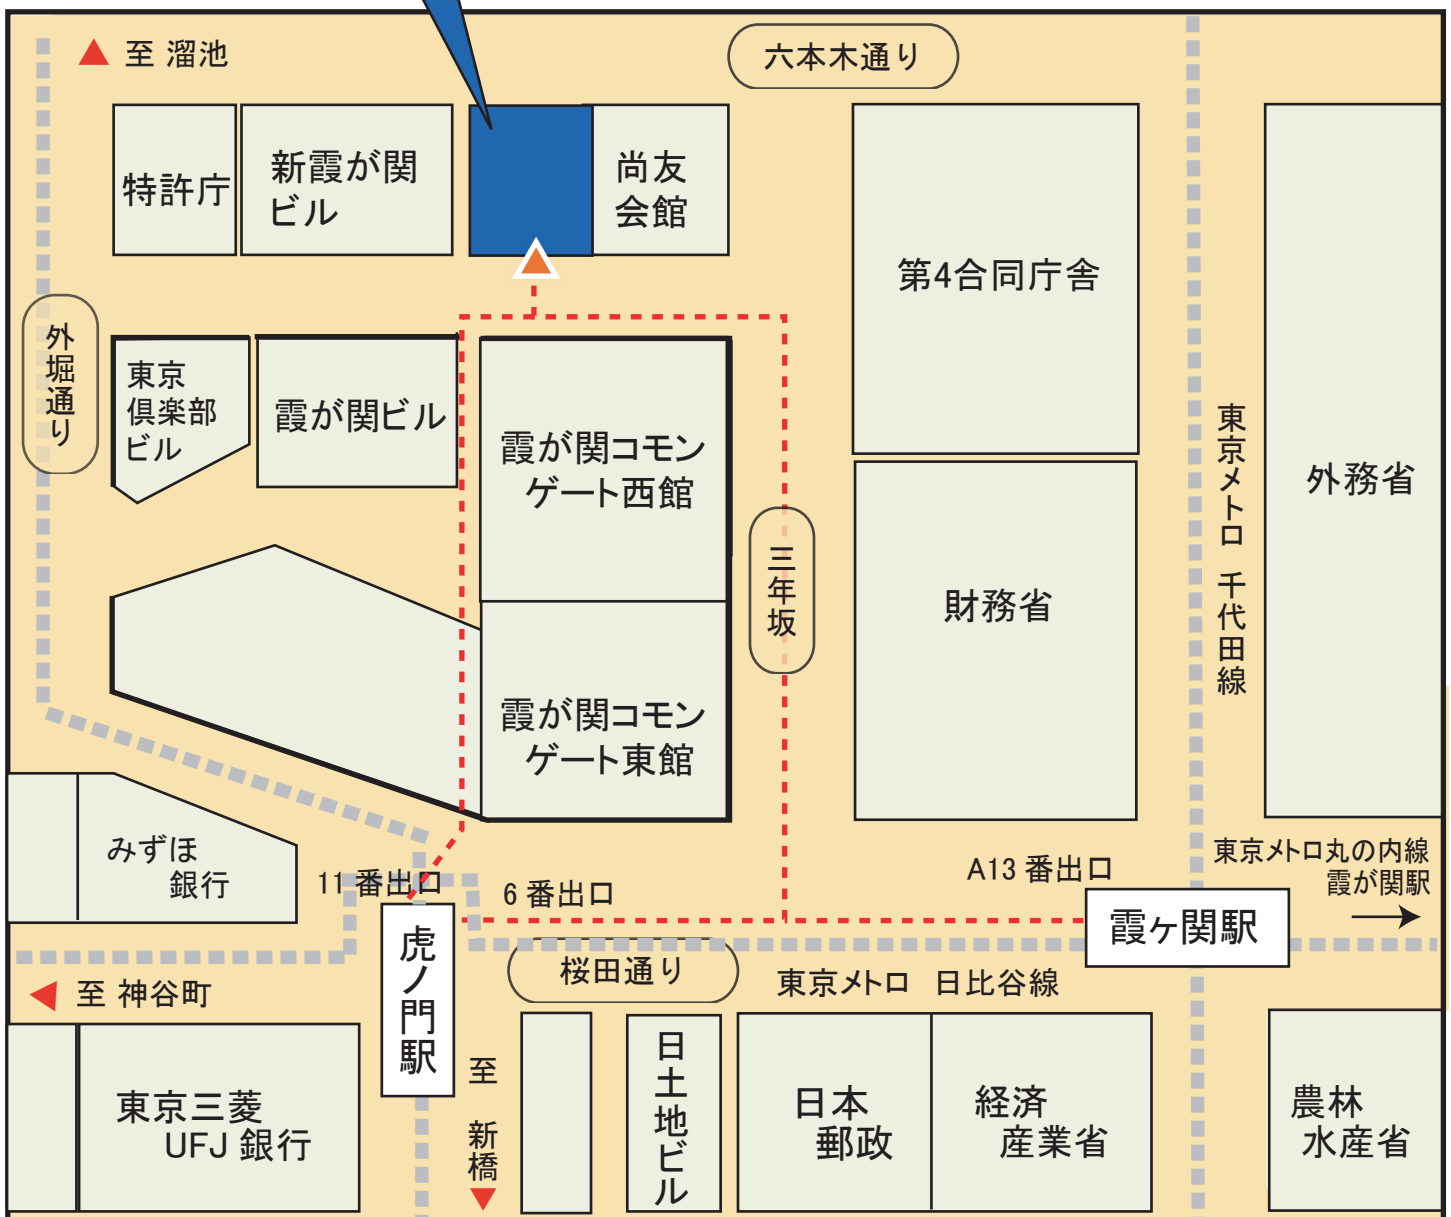 至 溜池
六本木通り
特許庁
新霞が関
ビル
尚友
会館
第4合同庁舎
外堀通り
東京
倶楽部
ビル
霞が関ビル
霞が関コモン
ゲート西館
東京メトロ 千代田線
外務省
三年坂
財務省
霞が関コモン
ゲート東館
みずほ
銀行
11 番出口
6 番出口
A13 番出口
東京メトロ丸の内線
霞が関駅
霞ヶ関駅
虎ノ門駅
桜田通り
東京メトロ 日比谷線
至 神谷町
至 新橋
東京三菱
UFJ 銀行
日土地ビル
日本
郵政
経済
産業省
農林
水産省